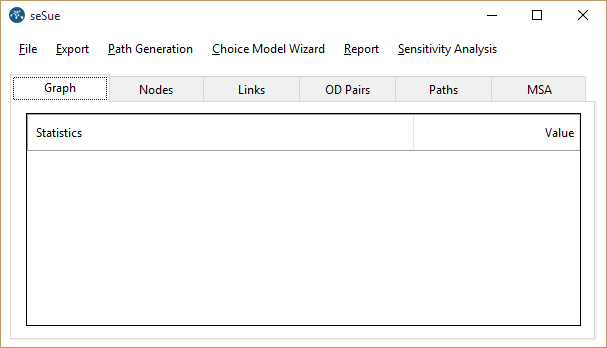 seSue
File Export Path Generation Choice Model Wizard Report Sensitivity Analysis
Graph Nodes Links OD Pairs Paths MSA
Statistics Value